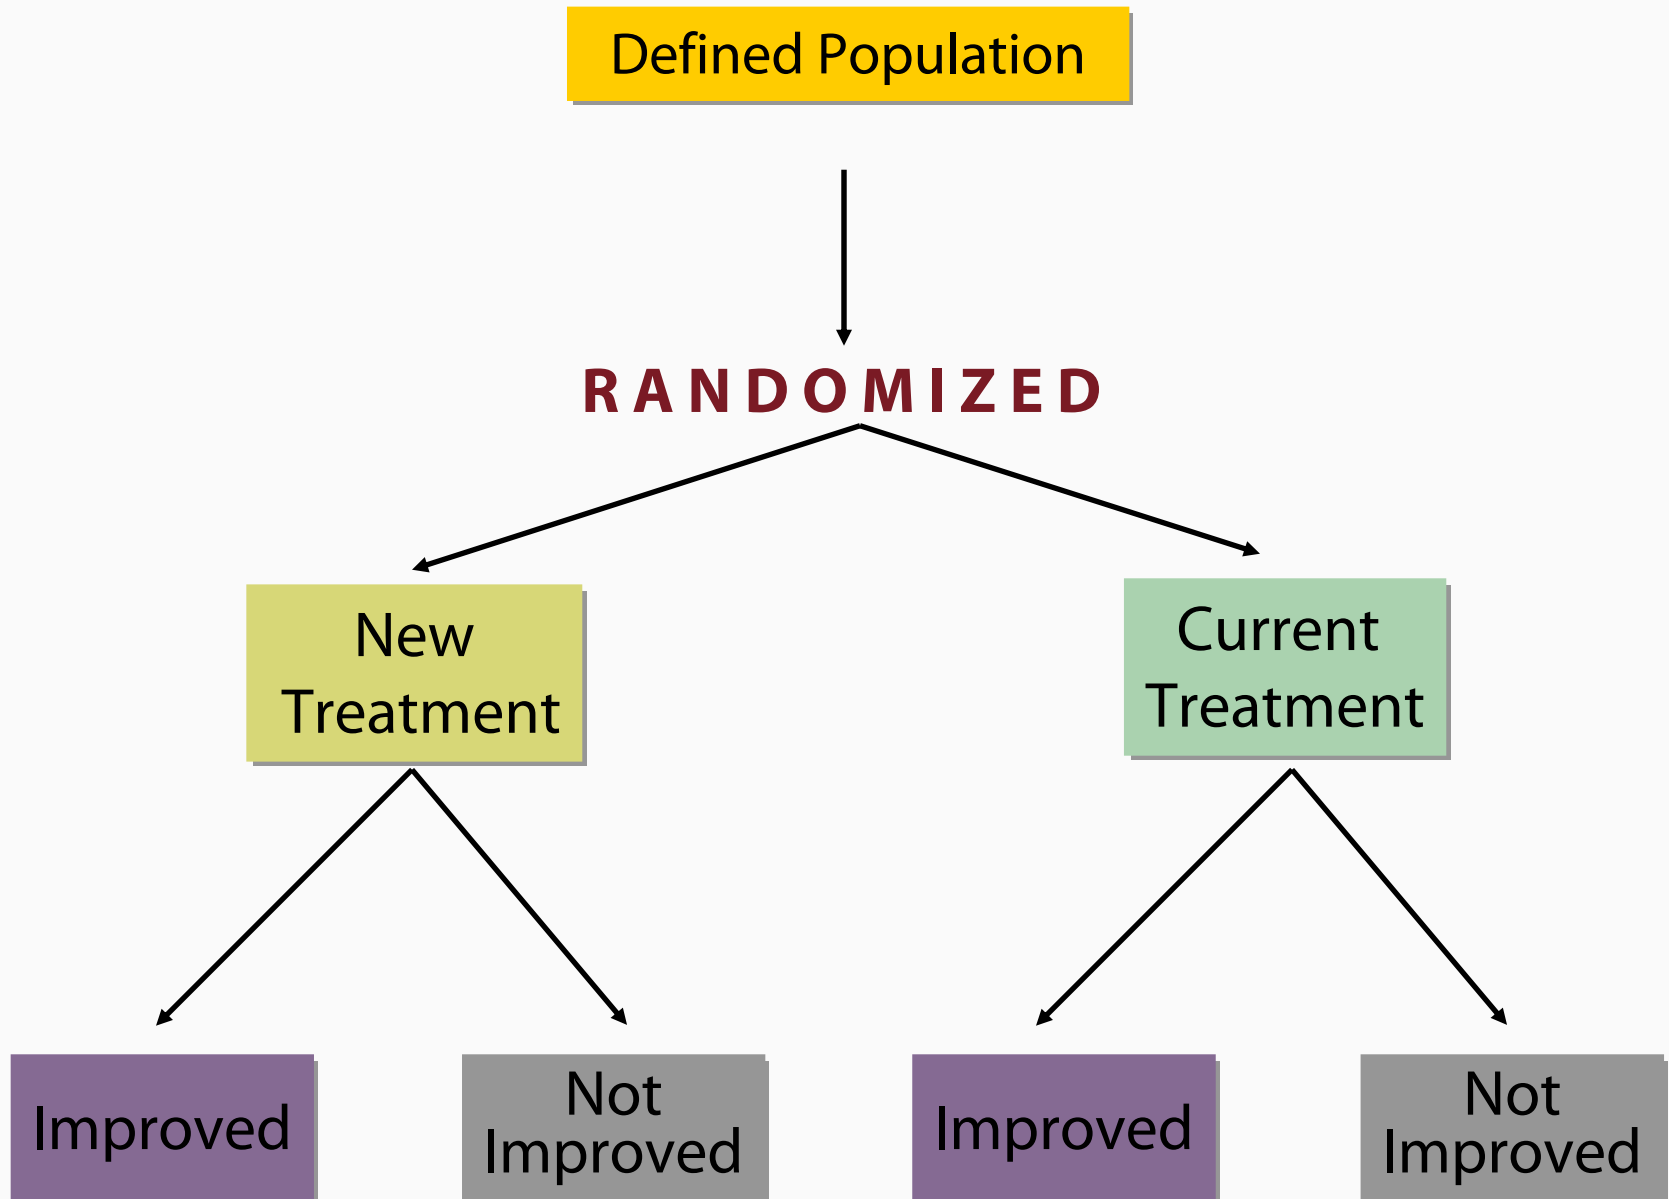 Defined Population
RANDOMIZED
New
Treatment
Current
Treatment
Improved
Not
Improved
Improved
Not
Improved